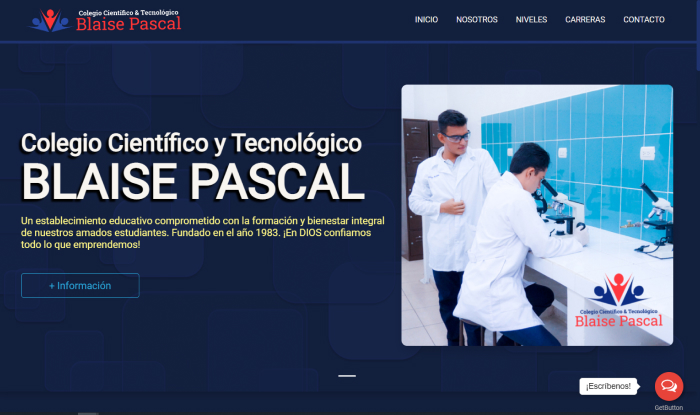 Colegio Científico & Tecnológico
Blaise Pascal
INICIO NOSOTROS NIVELES CARRERAS CONTACTO
Colegio Científico y Tecnológico
BLAISE PASCAL
Un establecimiento educativo comprometido con la formación y bienestar integral
de nuestros amados estudiantes. Fundado en el año 1983. ¡En DIOS confiamos
todo lo que emprendemos!
+ Información
Colegio Científico & Tecnológico
Blaise Pascal
¡Escríbenos!
GetButton